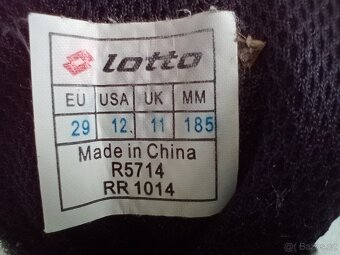 lotto
EU USA UK MM
29 12. 11 185
Made in China
R5714
RR 1014